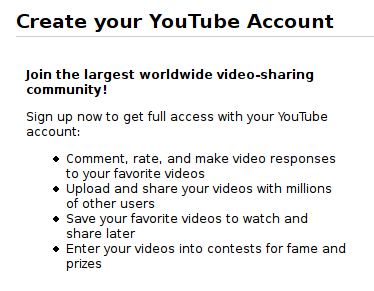 Create your YouTube Account
Join the largest worldwide video-sharing
community!
Sign up now to get full access with your YouTube
account:
Comment, rate, and make video responses
to your favorite videos
Upload and share your videos with millions
of other users
Save your favorite videos to watch and
share later
Enter your videos into contests for fame and
prizes